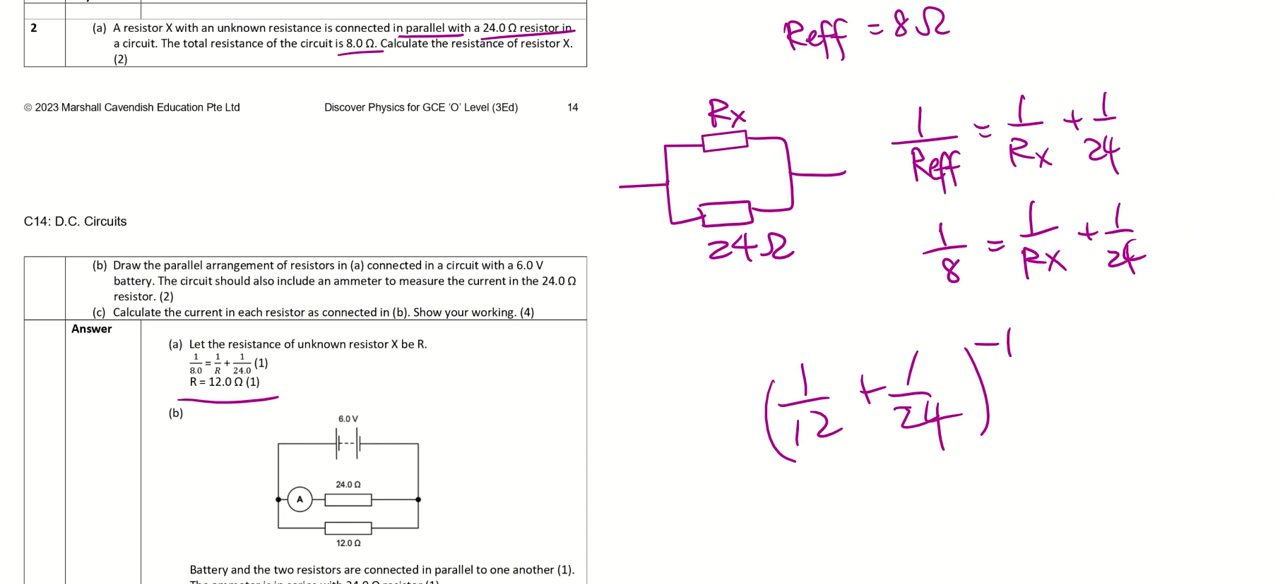 2
(a) A resistor X with an unknown resistance is connected in parallel with a 24.0 Ω resistor in
a circuit. The total resistance of the circuit is 8.0 Ω. Calculate the resistance of resistor X.
(2)
© 2023 Marshall Cavendish Education Pte Ltd
Discover Physics for GCE 'O' Level (3Ed)
14
C14: D.C. Circuits
(b) Draw the parallel arrangement of resistors in (a) connected in a circuit with a 6.0 V
battery. The circuit should also include an ammeter to measure the current in the 24.0 Ω
resistor. (2)
(c) Calculate the current in each resistor as connected in (b). Show your working. (4)
Answer
(a) Let the resistance of unknown resistor X be R.
1/8.0 = 1/R + 1/24.0 (1)
R = 12.0 Ω (1)
(b)
6.0 V
24.0 Ω
A
12.0 Ω
Battery and the two resistors are connected in parallel to one another (1).
Reff = 8Ω
Rx
24Ω
1/Reff = 1/Rx + 1/24
1/8 = 1/Rx + 1/24
(1/12 + 1/24)^-1